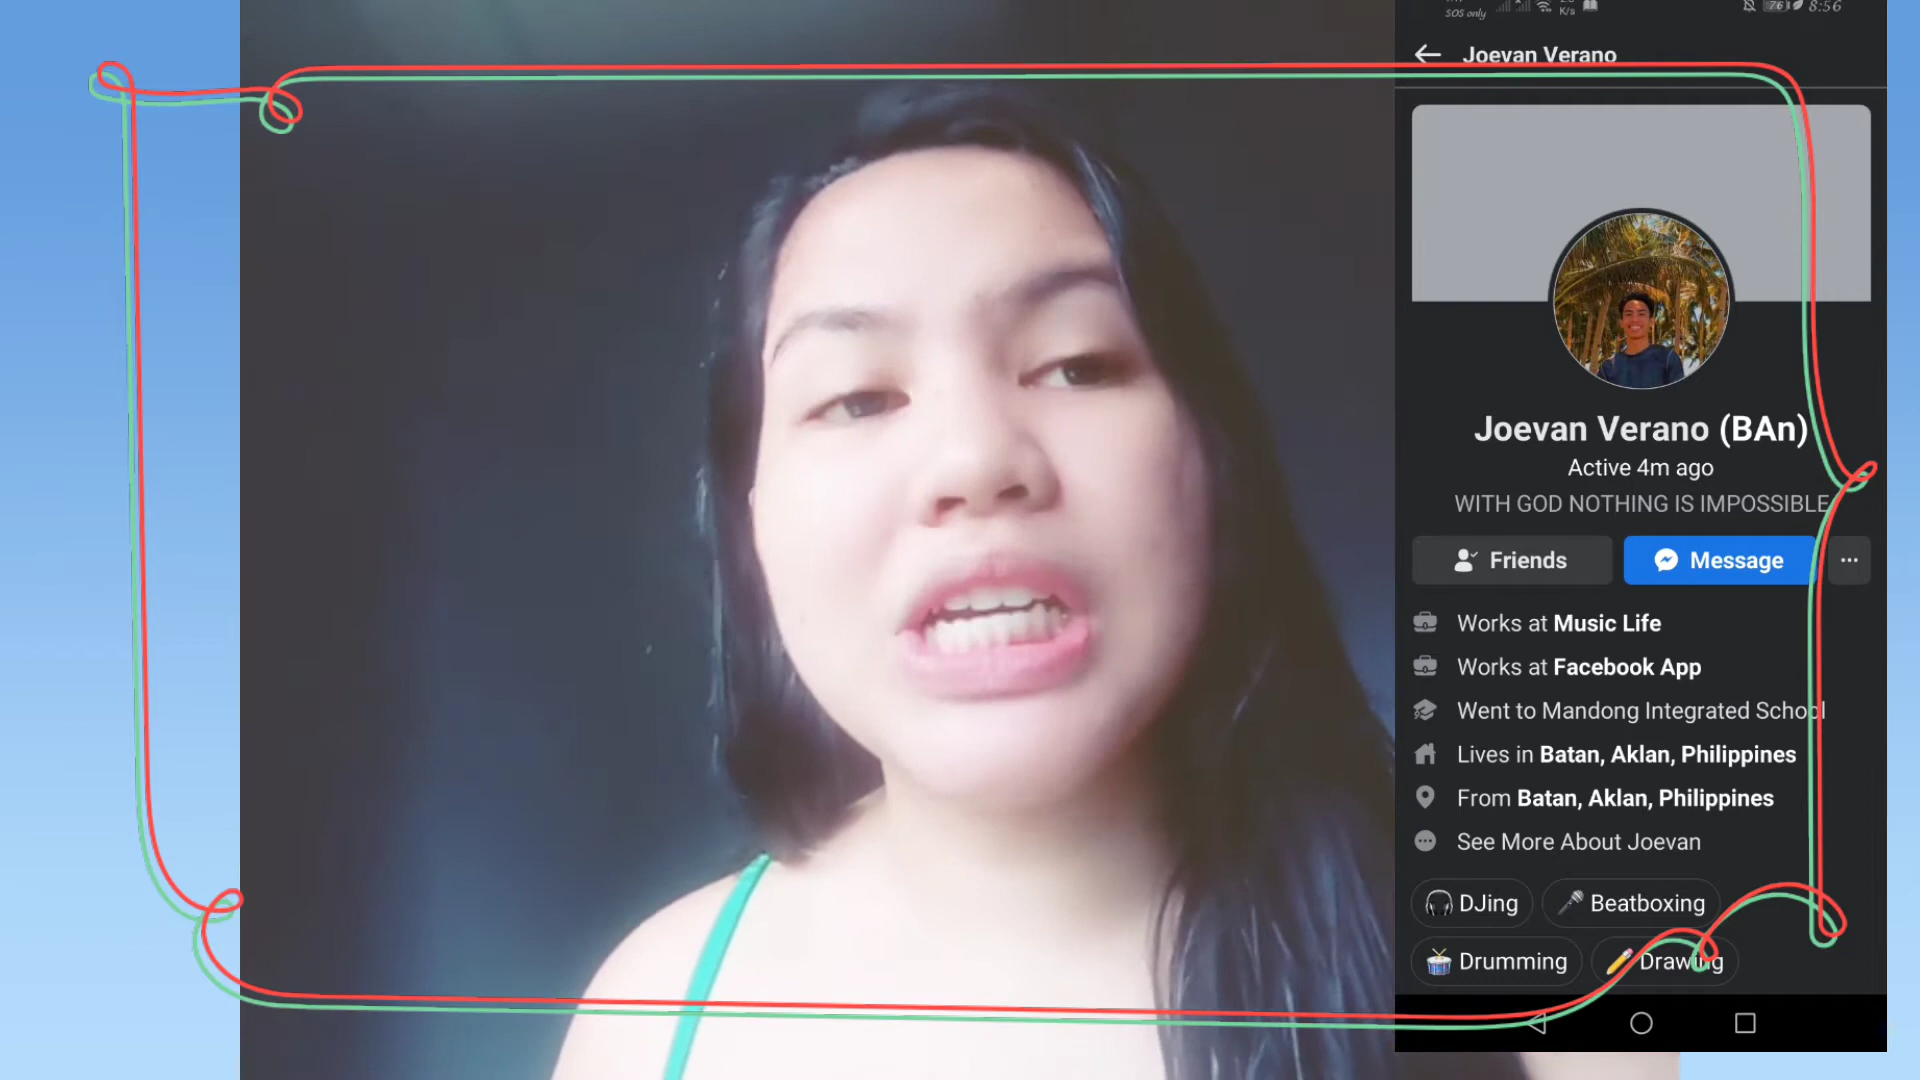 SOS only
K/s
76
8:56
Joevan Verano
Joevan Verano (BAn)
Active 4m ago
WITH GOD NOTHING IS IMPOSSIBLE
Friends
Message
Works at Music Life
Works at Facebook App
Went to Mandong Integrated School
Lives in Batan, Aklan, Philippines
From Batan, Aklan, Philippines
See More About Joevan
DJing
Beatboxing
Drumming
Drawing